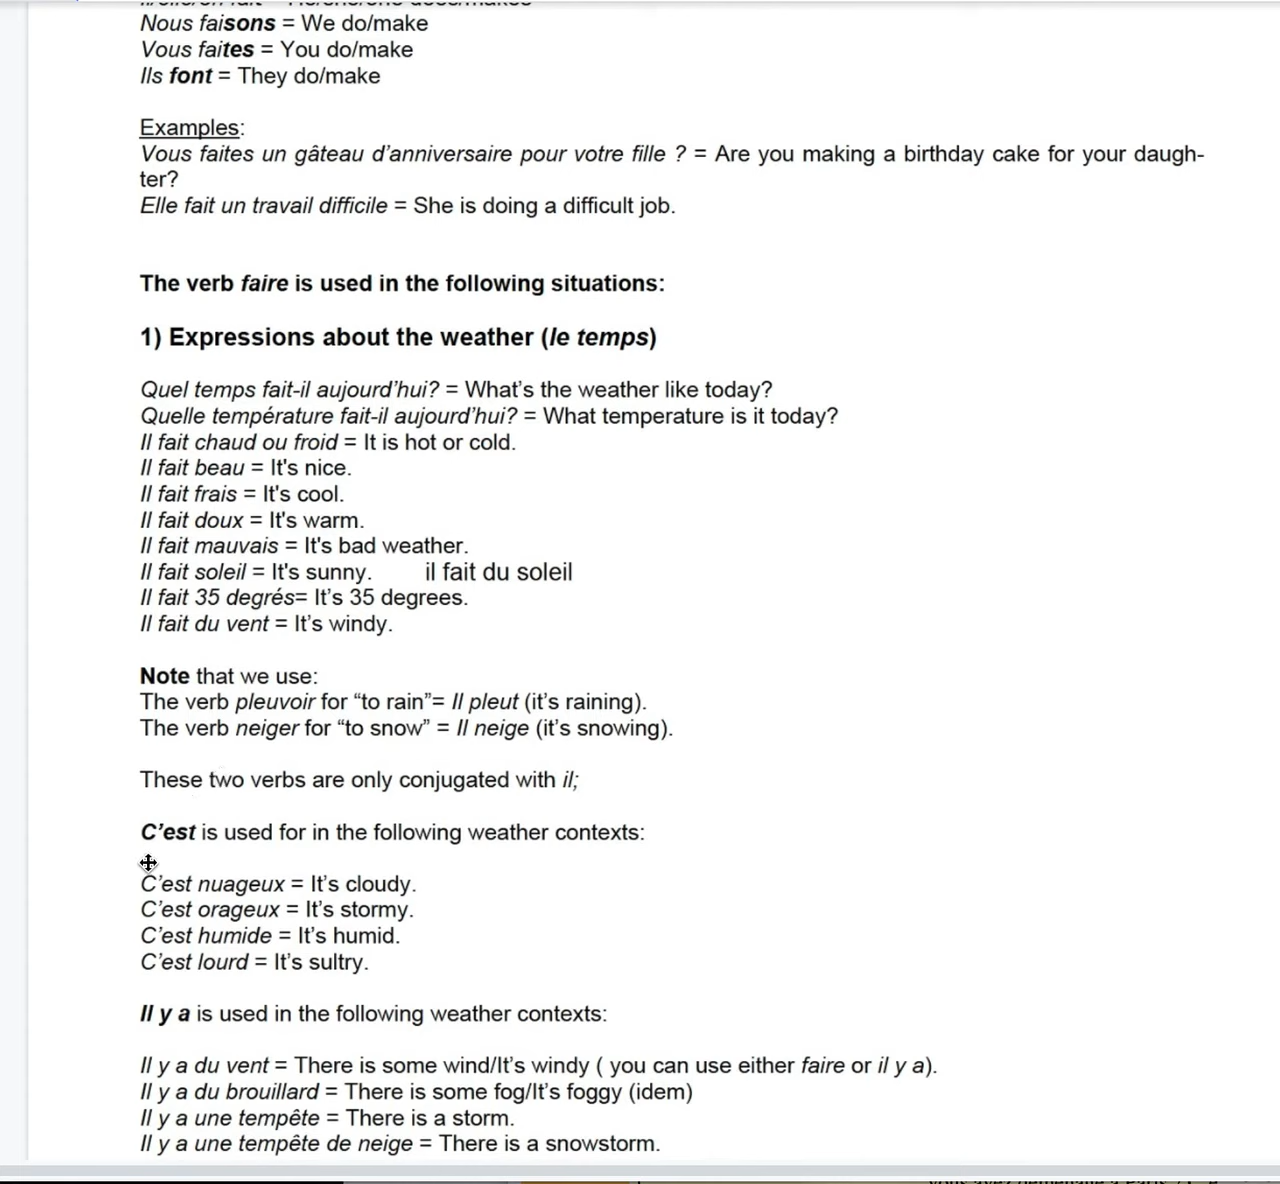 Nous faisons = We do/make
Vous faites = You do/make
Ils font = They do/make
Examples:
Vous faites un gâteau d’anniversaire pour votre fille ? = Are you making a birthday cake for your daugh-
ter?
Elle fait un travail difficile = She is doing a difficult job.
The verb faire is used in the following situations:
1) Expressions about the weather (le temps)
Quel temps fait-il aujourd’hui? = What’s the weather like today?
Quelle température fait-il aujourd’hui? = What temperature is it today?
Il fait chaud ou froid = It is hot or cold.
Il fait beau = It's nice.
Il fait frais = It's cool.
Il fait doux = It's warm.
Il fait mauvais = It's bad weather.
Il fait soleil = It's sunny. il fait du soleil
Il fait 35 degrés= It’s 35 degrees.
Il fait du vent = It’s windy.
Note that we use:
The verb pleuvoir for “to rain”= Il pleut (it’s raining).
The verb neiger for “to snow” = Il neige (it’s snowing).
These two verbs are only conjugated with il;
C’est is used for in the following weather contexts:
C’est nuageux = It’s cloudy.
C’est orageux = It’s stormy.
C’est humide = It’s humid.
C’est lourd = It’s sultry.
Il y a is used in the following weather contexts:
Il y a du vent = There is some wind/It’s windy ( you can use either faire or il y a).
Il y a du brouillard = There is some fog/It’s foggy (idem)
Il y a une tempête = There is a storm.
Il y a une tempête de neige = There is a snowstorm.